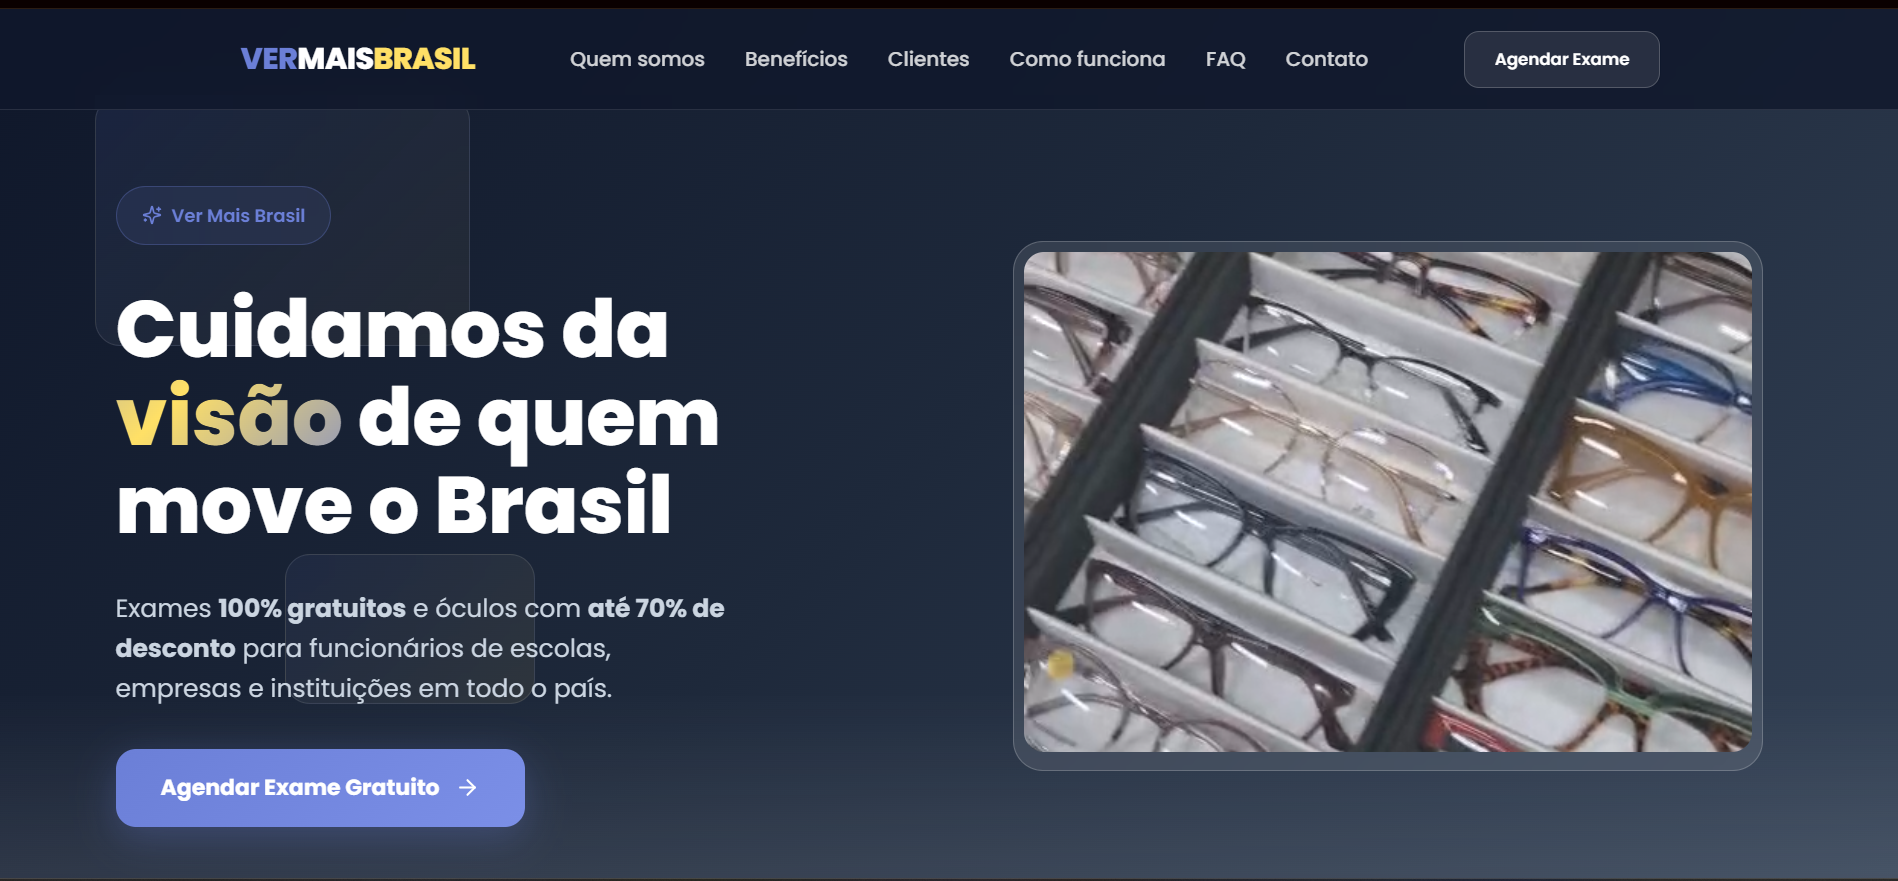 VERMAISBRASIL
Quem somos
Benefícios
Clientes
Como funciona
FAQ
Contato
Agendar Exame
Ver Mais Brasil
Cuidamos da
visão de quem
move o Brasil
Exames 100% gratuitos e óculos com até 70% de
desconto para funcionários de escolas,
empresas e instituições em todo o país.
Agendar Exame Gratuito